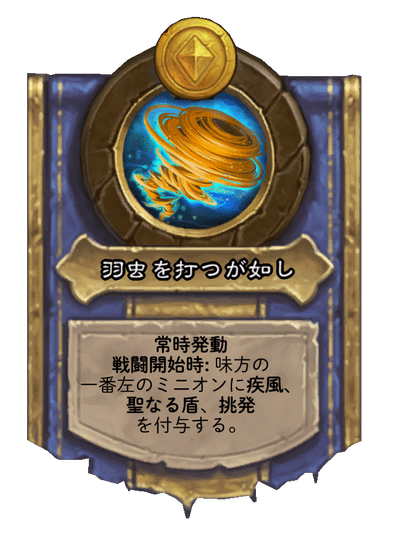 羽虫を打つが如し
常時発動
戦闘開始時: 味方の
一番左のミニオンに疾風、
聖なる盾、挑発
を付与する。